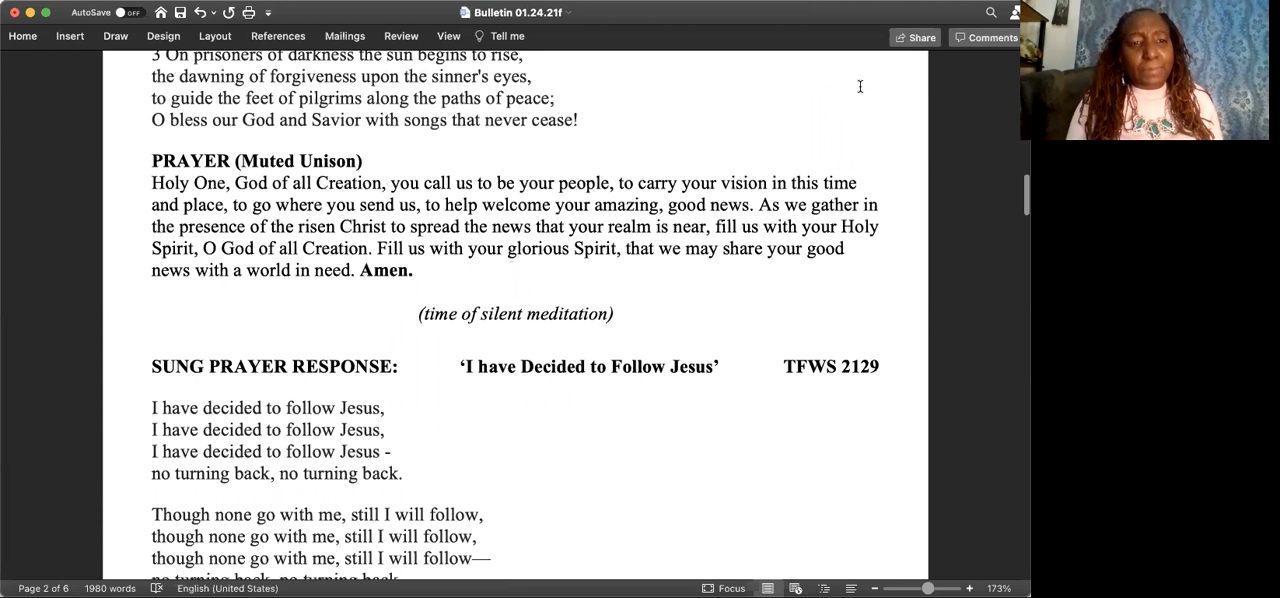 AutoSave OFF
Bulletin 01.24.21f
Home Insert Draw Design Layout References Mailings Review View Tell me Share Comments
3 On prisoners of darkness the sun begins to rise,
the dawning of forgiveness upon the sinner's eyes,
to guide the feet of pilgrims along the paths of peace;
O bless our God and Savior with songs that never cease!
PRAYER (Muted Unison)
Holy One, God of all Creation, you call us to be your people, to carry your vision in this time
and place, to go where you send us, to help welcome your amazing, good news. As we gather in
the presence of the risen Christ to spread the news that your realm is near, fill us with your Holy
Spirit, O God of all Creation. Fill us with your glorious Spirit, that we may share your good
news with a world in need. Amen.
(time of silent meditation)
SUNG PRAYER RESPONSE: ‘I have Decided to Follow Jesus’ TFWS 2129
I have decided to follow Jesus,
I have decided to follow Jesus,
I have decided to follow Jesus -
no turning back, no turning back.
Though none go with me, still I will follow,
though none go with me, still I will follow,
though none go with me, still I will follow—
no turning back, no turning back.
Page 2 of 6 1980 words English (United States) Focus 173%